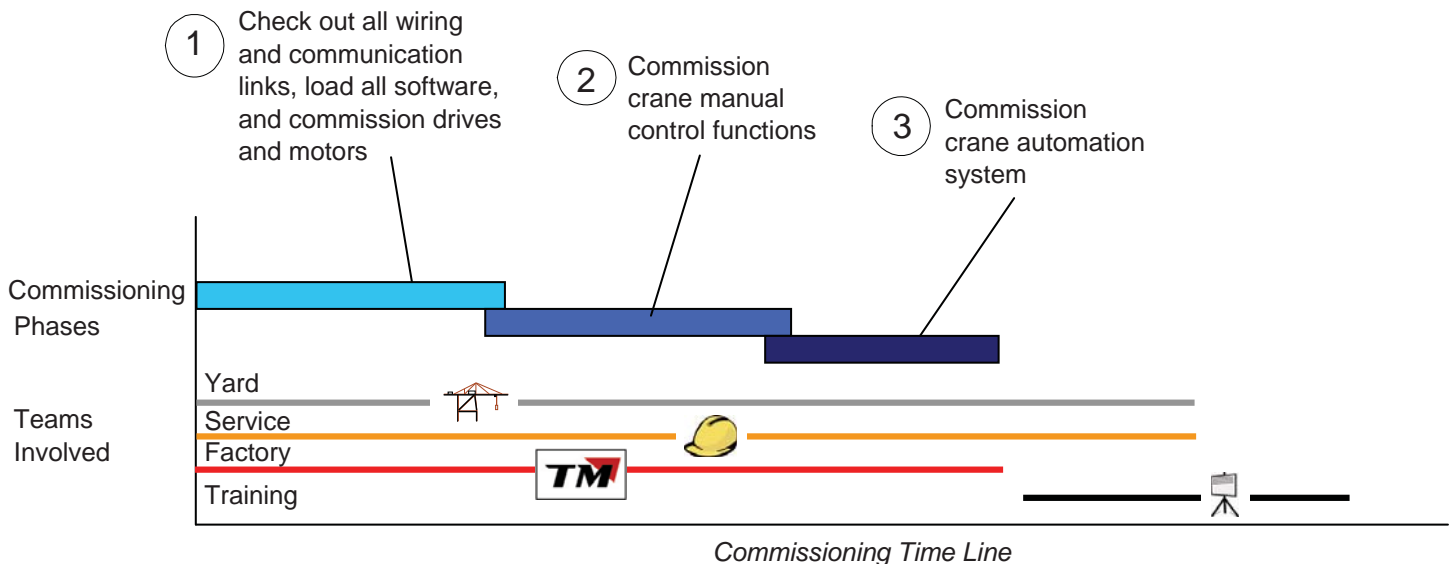 1
Check out all wiring
and communication
links, load all software,
and commission drives
and motors
2
Commission
crane manual
control functions
3
Commission
crane automation
system
Commissioning
Phases
Teams
Involved
Yard
Service
Factory
TM
Training
Commissioning Time Line